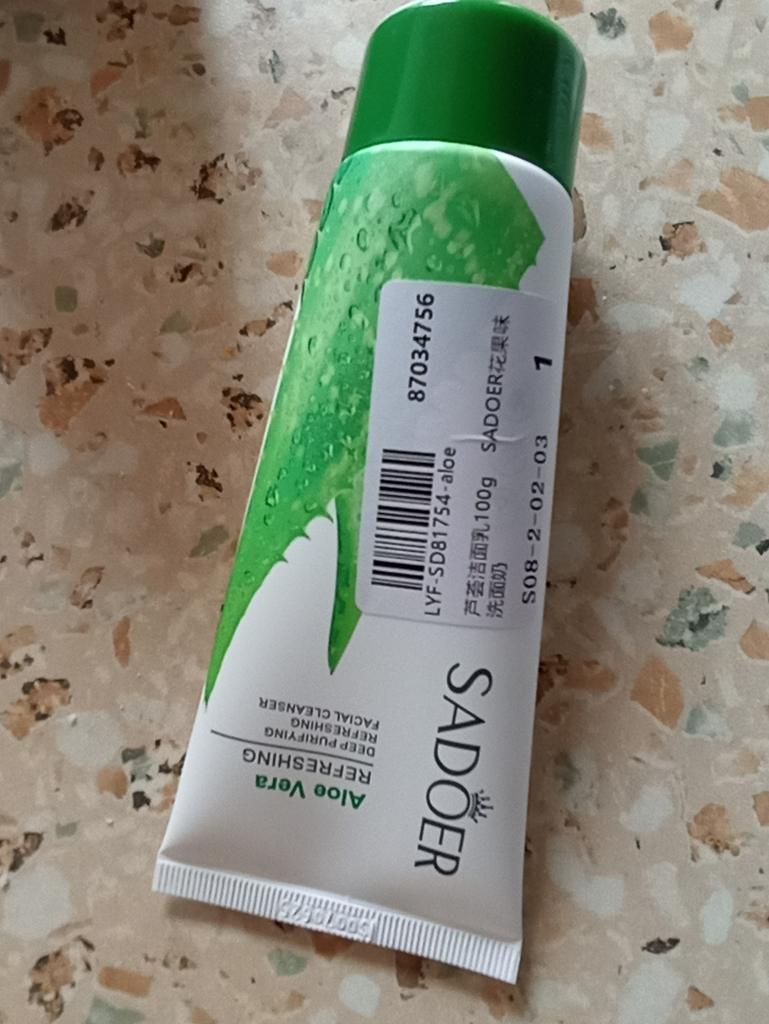 87034756
LYF-SD81754-aloe
芦荟洁面乳100g SADOER花果味
洗面奶
S08-2-02-03 1
SADOER
Aloe Vera
REFRESHING
DEEP PURIFYING
REFRESHING
FACIAL CLEANSER